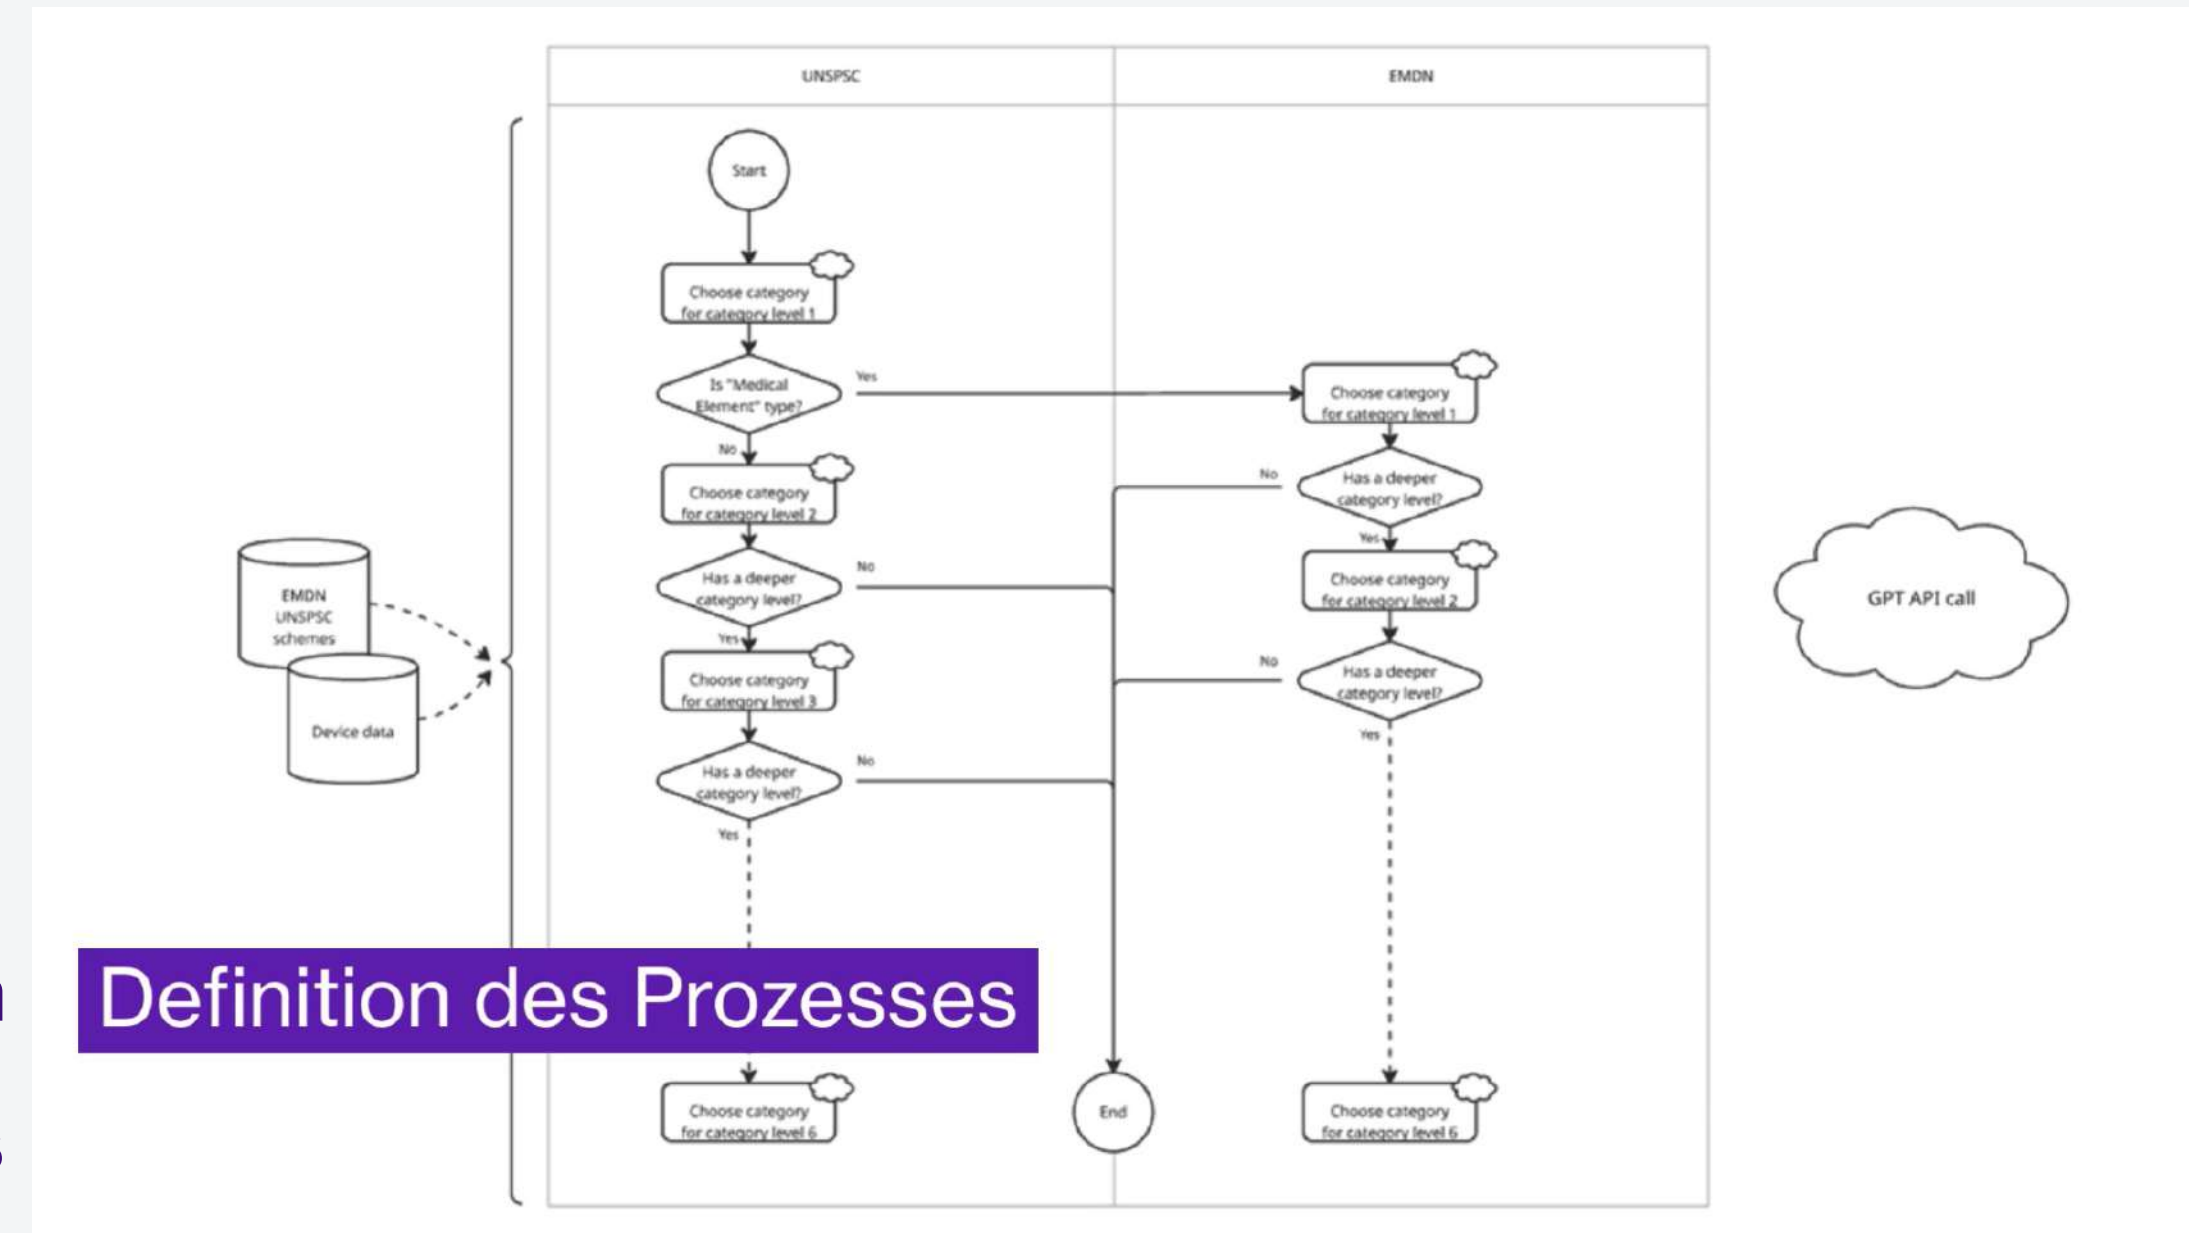 UNSPSC
EMDN
Start
Choose category
for category level 1
Is "Medical
Element" type?
Yes
No
Choose category
for category level 2
Has a deeper
category level?
No
Yes
Choose category
for category level 3
Has a deeper
category level?
No
Yes
Choose category
for category level 6
Choose category
for category level 1
Has a deeper
category level?
No
Yes
Choose category
for category level 2
Has a deeper
category level?
No
Yes
Choose category
for category level 6
End
EMDN
UNSPSC
schemes
Device data
GPT API call
Definition des Prozesses